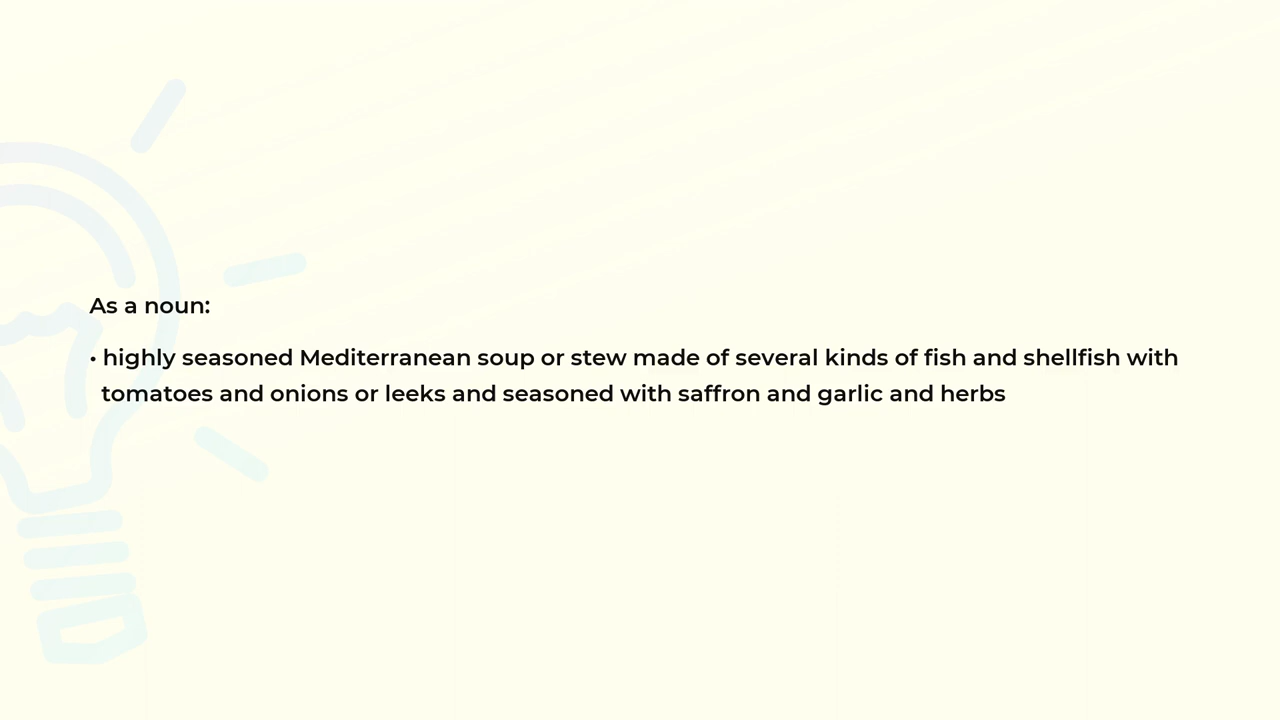 As a noun:
• highly seasoned Mediterranean soup or stew made of several kinds of fish and shellfish with
tomatoes and onions or leeks and seasoned with saffron and garlic and herbs